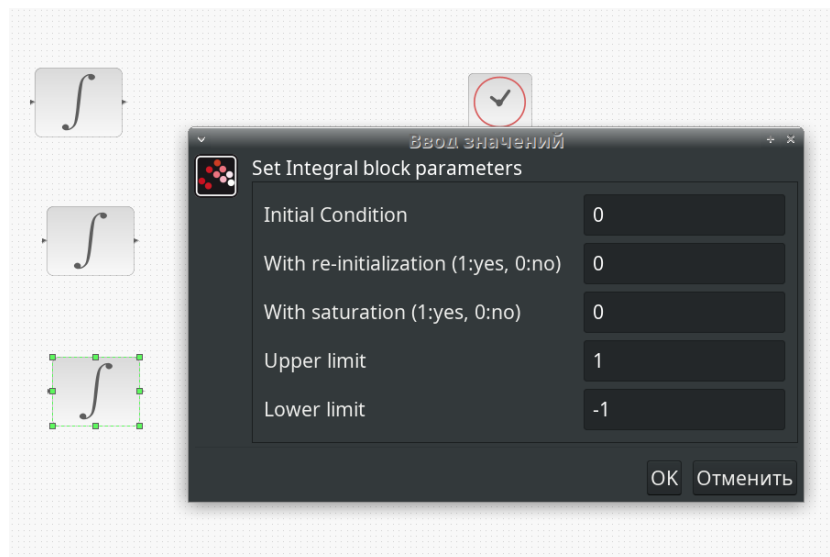 Ввод значений
Set Integral block parameters
Initial Condition 0
With re-initialization (1:yes, 0:no) 0
With saturation (1:yes, 0:no) 0
Upper limit 1
Lower limit -1
OK Отменить